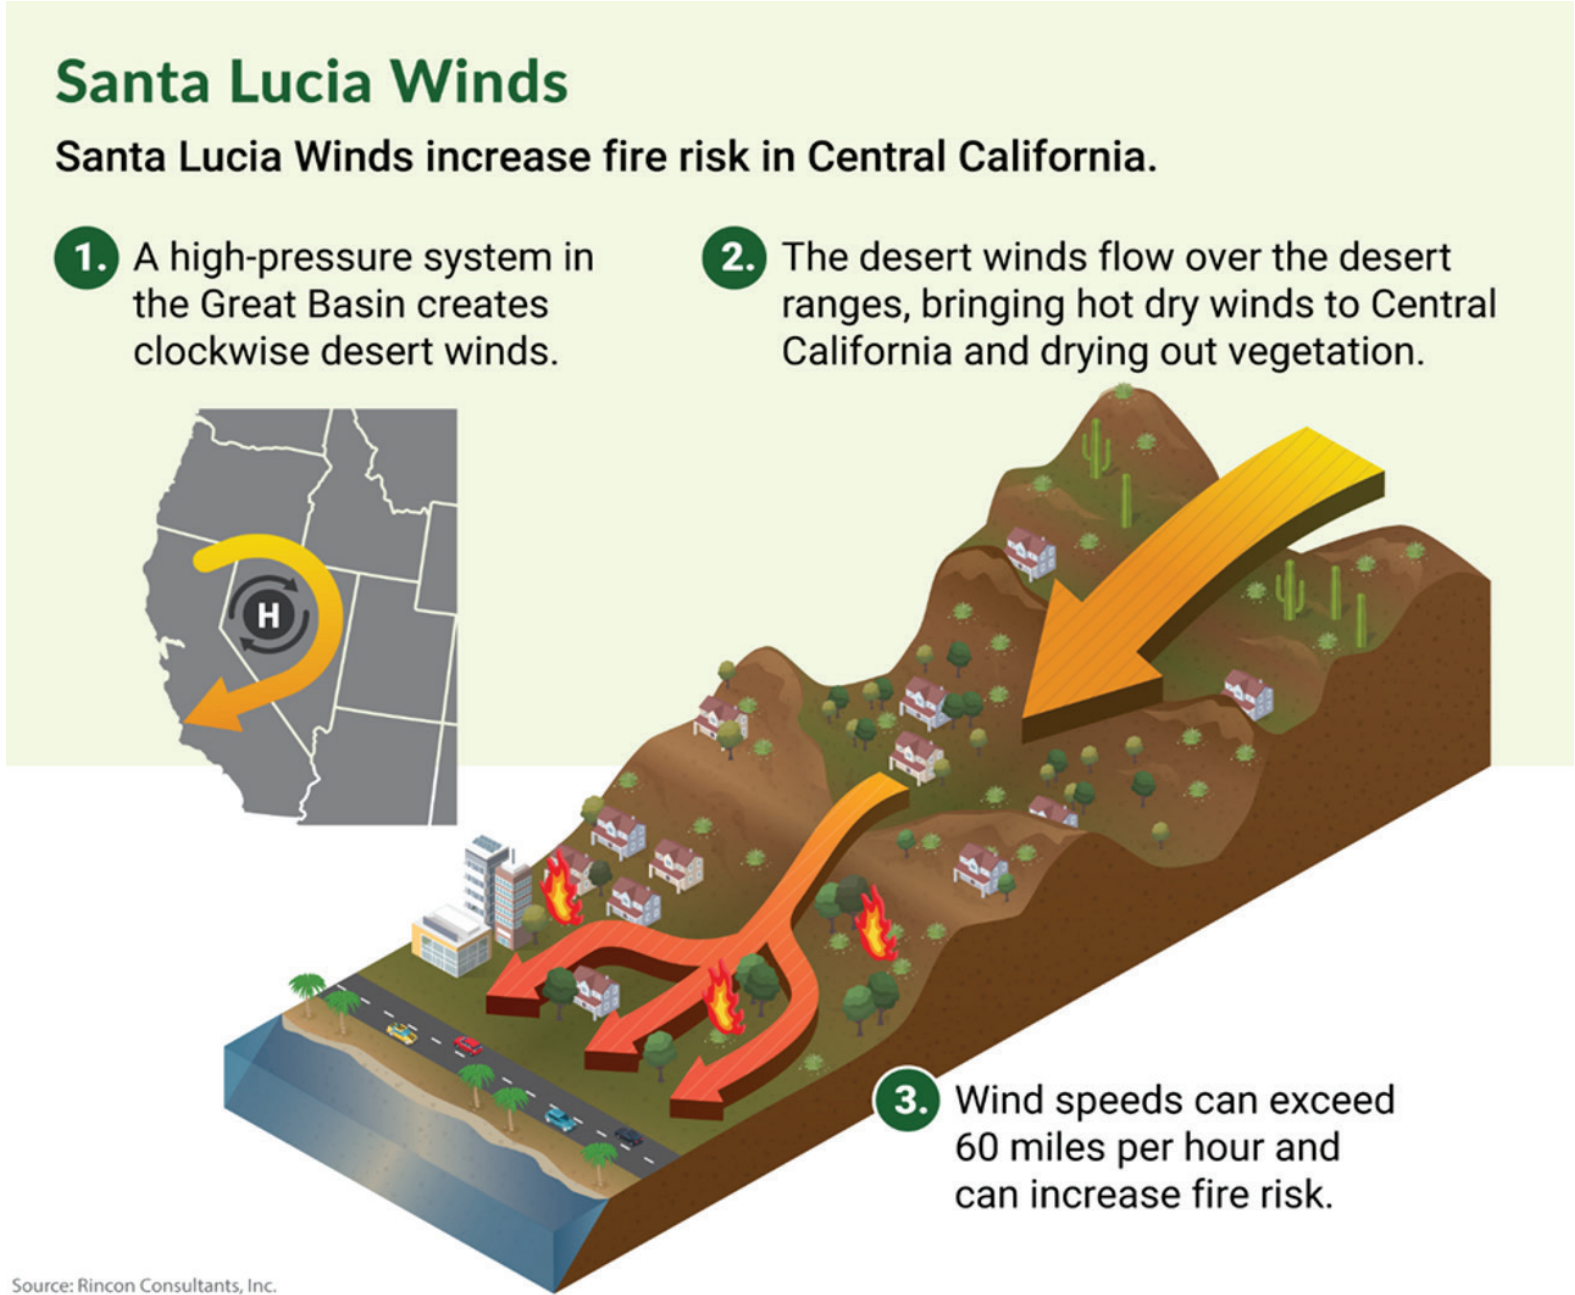 Santa Lucia Winds
Santa Lucia Winds increase fire risk in Central California.
1. A high-pressure system in
the Great Basin creates
clockwise desert winds.
2. The desert winds flow over the desert
ranges, bringing hot dry winds to Central
California and drying out vegetation.
H
3. Wind speeds can exceed
60 miles per hour and
can increase fire risk.
Source: Rincon Consultants, Inc.